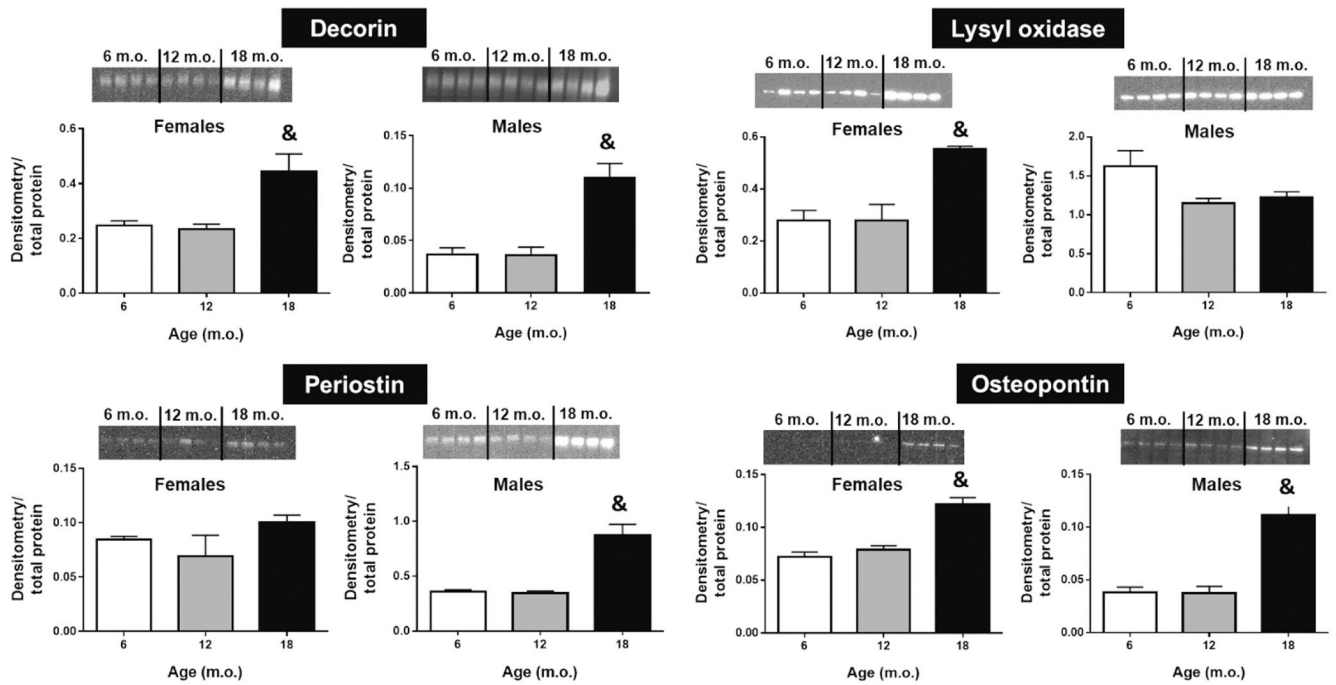 Decorin
6 m.o. 12 m.o. 18 m.o.
Females
Densitometry/
total protein
0.6
0.4
0.2
0.0
&
6 12 18
Age (m.o.)
Males
Densitometry/
total protein
0.15
0.10
0.05
0.00
&
6 12 18
Age (m.o.)
Lysyl oxidase
6 m.o. 12 m.o. 18 m.o.
Females
Densitometry/
total protein
0.6
0.4
0.2
0.0
&
6 12 18
Age (m.o.)
6 m.o. 12 m.o. 18 m.o.
Males
Densitometry/
total protein
2.0
1.5
1.0
0.5
0.0
6 12 18
Age (m.o.)
Periostin
6 m.o. 12 m.o. 18 m.o.
Females
Densitometry/
total protein
0.15
0.10
0.05
0.00
6 12 18
Age (m.o.)
6 m.o. 12 m.o. 18 m.o.
Males
Densitometry/
total protein
1.5
1.0
0.5
0.0
&
6 12 18
Age (m.o.)
Osteopontin
6 m.o. 12 m.o. 18 m.o.
Females
Densitometry/
total protein
0.15
0.10
0.05
0.00
&
6 12 18
Age (m.o.)
6 m.o. 12 m.o. 18 m.o.
Males
Densitometry/
total protein
0.15
0.10
0.05
0.00
&
6 12 18
Age (m.o.)